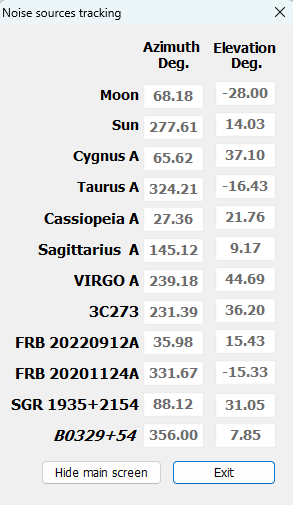 Noise sources tracking
Azimuth Elevation
Deg. Deg.
Moon 68.18 -28.00
Sun 277.61 14.03
Cygnus A 65.62 37.10
Taurus A 324.21 -16.43
Cassiopeia A 27.36 21.76
Sagittarius A 145.12 9.17
VIRGO A 239.18 44.69
3C273 231.39 36.20
FRB 20220912A 35.98 15.43
FRB 20201124A 331.67 -15.33
SGR 1935+2154 88.12 31.05
B0329+54 356.00 7.85
Hide main screen Exit